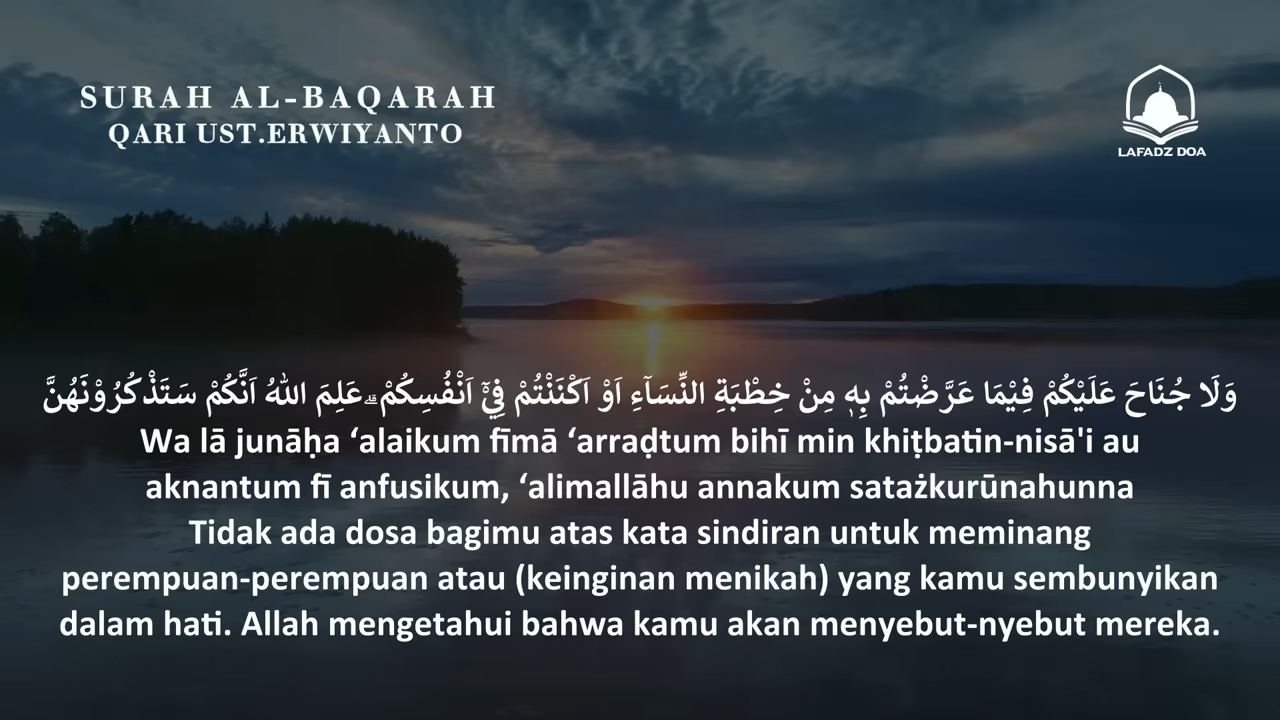 SURAH AL-BAQARAH
QARI UST.ERWIYANTO
LAFADZ DOA
وَلَا جُنَاحَ عَلَيْكُمْ فِيْمَا عَرَّضْتُمْ بِهٖ مِنْ خِطْبَةِ النِّسَاۤءِ اَوْ اَكْنَنْتُمْ فِيْٓ اَنْفُسِكُمْ ۗ عَلِمَ اللّٰهُ اَنَّكُمْ سَتَذْكُرُوْنَهُنَّ
Wa lā junāḥa ‘alaikum fīmā ‘arraḍtum bihī min khiṭbatin-nisā'i au
aknantum fī anfusikum, ‘alimallāhu annakum satażkurūnahunna
Tidak ada dosa bagimu atas kata sindiran untuk meminang
perempuan-perempuan atau (keinginan menikah) yang kamu sembunyikan
dalam hati. Allah mengetahui bahwa kamu akan menyebut-nyebut mereka.